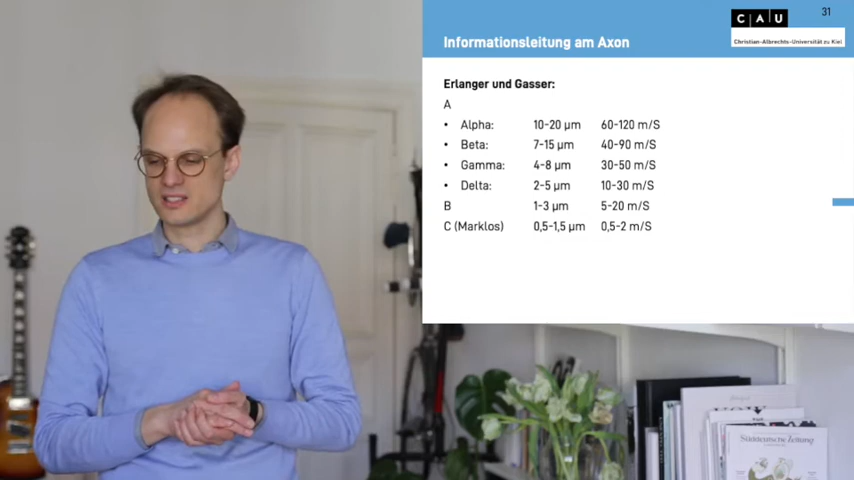 31
C A U
Christian-Albrechts-Universität zu Kiel
Informationsleitung am Axon
Erlanger und Gasser:
A
• Alpha: 10-20 µm 60-120 m/S
• Beta: 7-15 µm 40-90 m/S
• Gamma: 4-8 µm 30-50 m/S
• Delta: 2-5 µm 10-30 m/S
B 1-3 µm 5-20 m/S
C (Marklos) 0,5-1,5 µm 0,5-2 m/S
Süddeutsche Zeitung